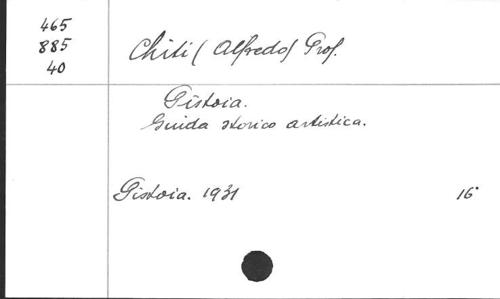 465
885
40
Chiti (Alfredo) Prof.
Pistoia.
Guida storico artistica.
Pistoia. 1931 16°